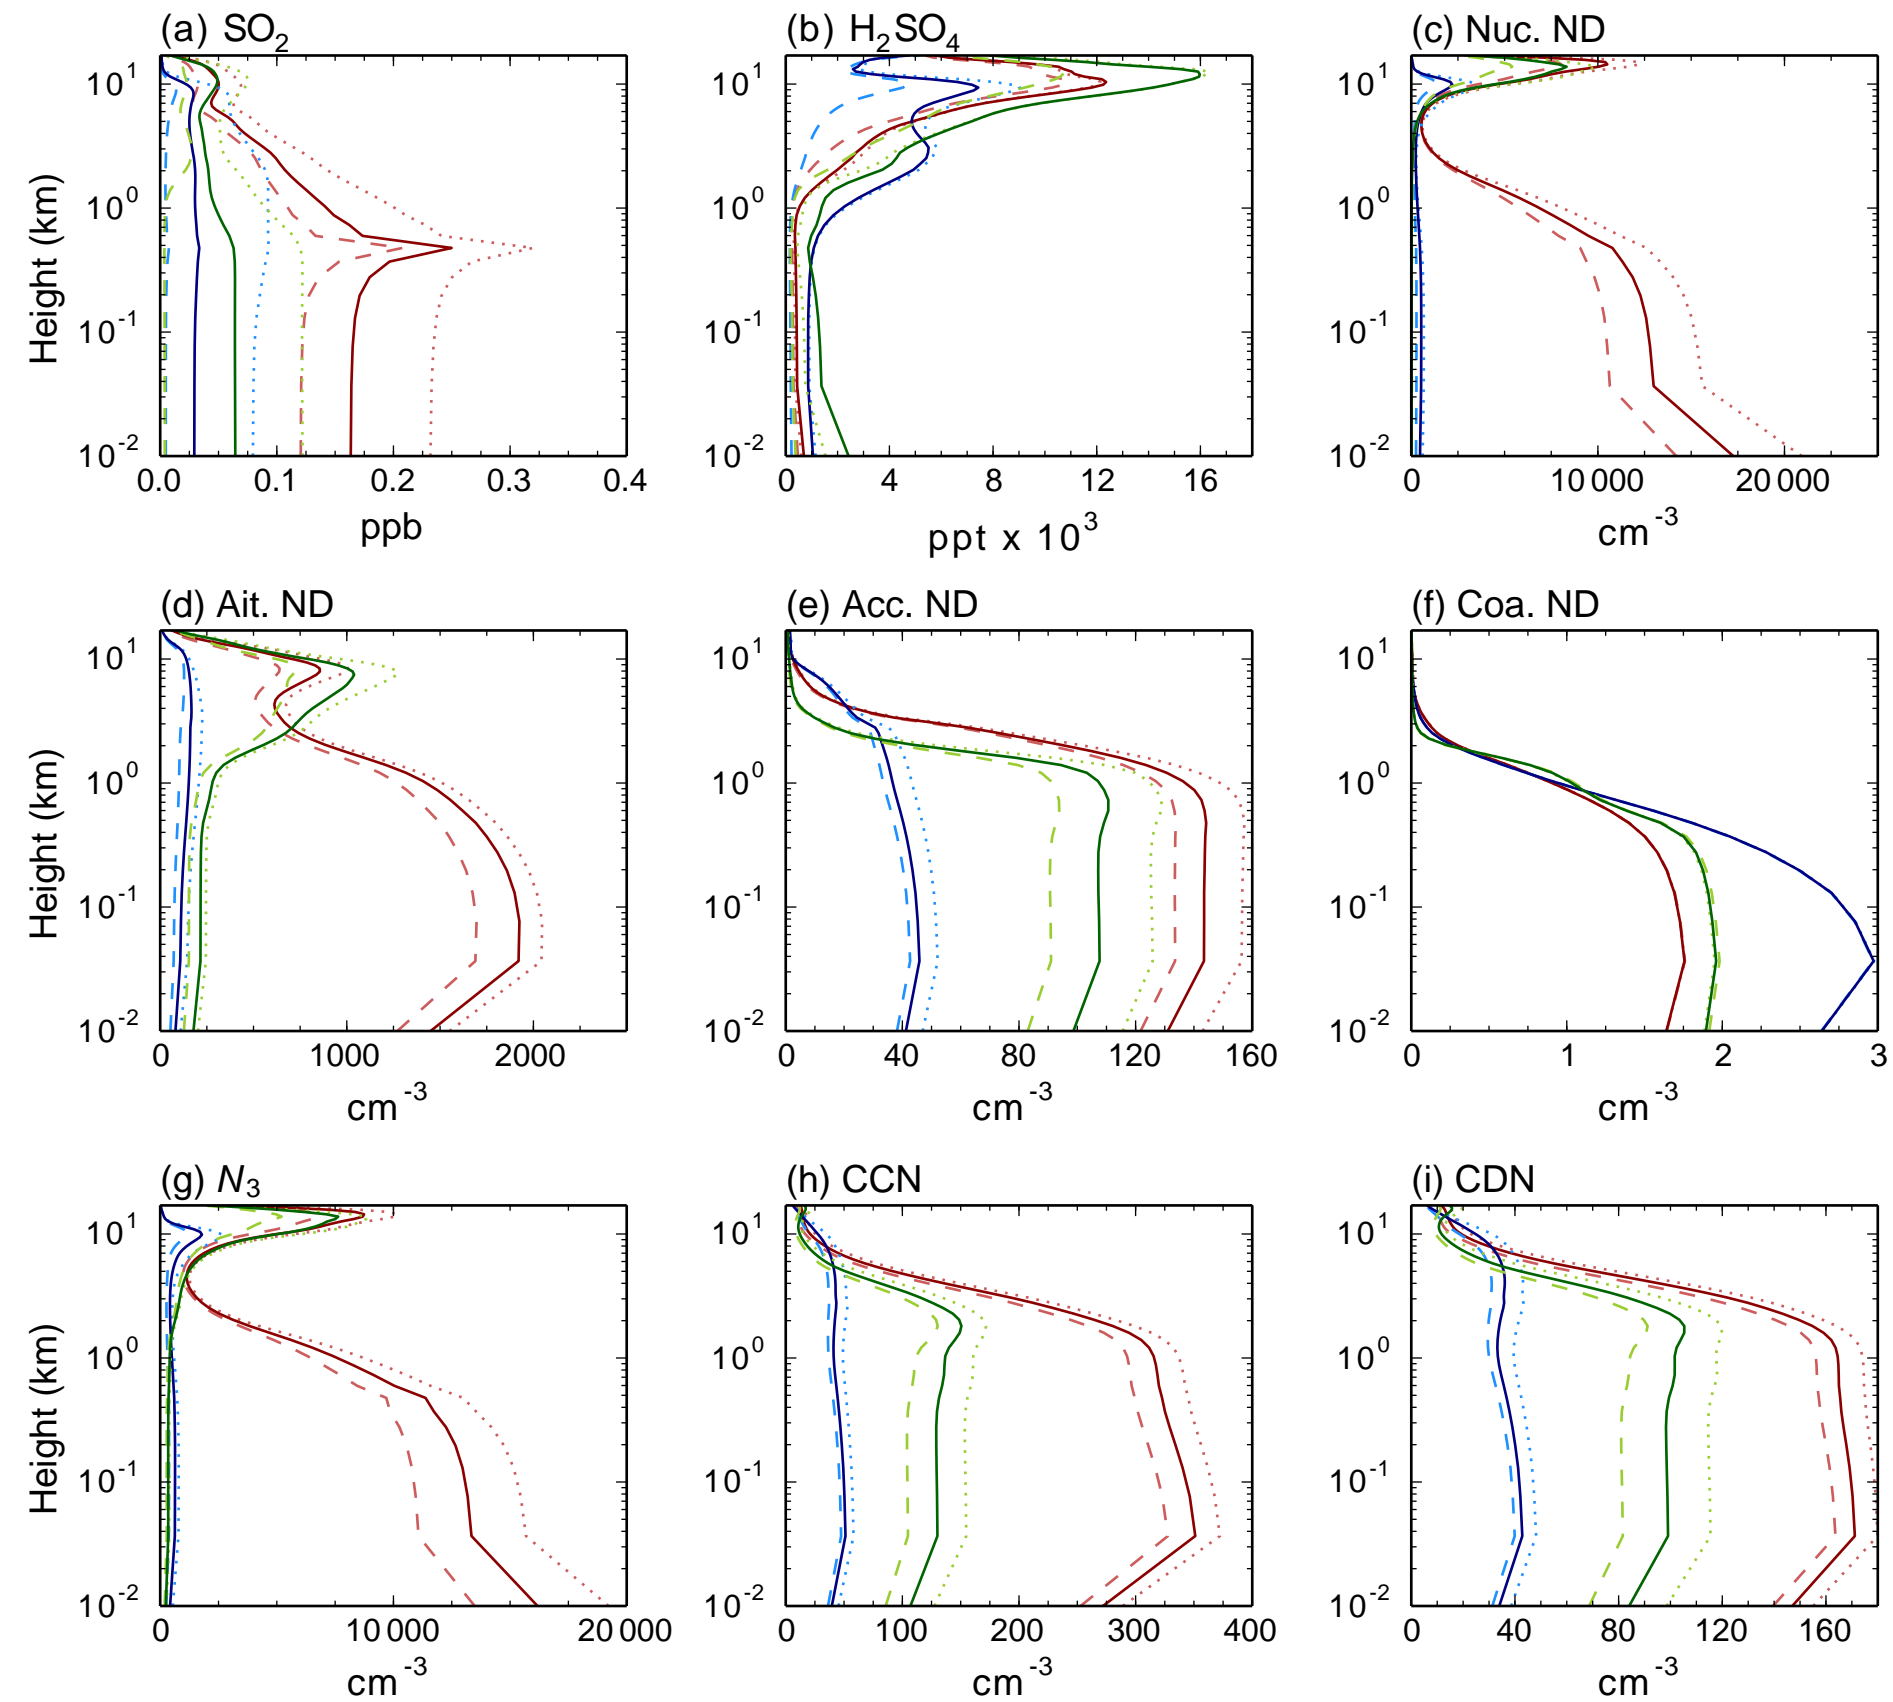 (a) SO2 (b) H2SO4 (c) Nuc. ND
Height (km) 10^1 10^0 10^-1 10^-2 10^1 10^0 10^-1 10^-2 10^1 10^0 10^-1 10^-2
0.0 0.1 0.2 0.3 0.4 0 4 8 12 16 0 10 000 20 000
ppb ppt x 10^3 cm^-3
(d) Ait. ND (e) Acc. ND (f) Coa. ND
Height (km) 10^1 10^0 10^-1 10^-2 10^1 10^0 10^-1 10^-2 10^1 10^0 10^-1 10^-2
0 1000 2000 0 40 80 120 160 0 1 2 3
cm^-3 cm^-3 cm^-3
(g) N3 (h) CCN (i) CDN
Height (km) 10^1 10^0 10^-1 10^-2 10^1 10^0 10^-1 10^-2 10^1 10^0 10^-1 10^-2
0 10 000 20 000 0 100 200 300 400 0 40 80 120 160
cm^-3 cm^-3 cm^-3